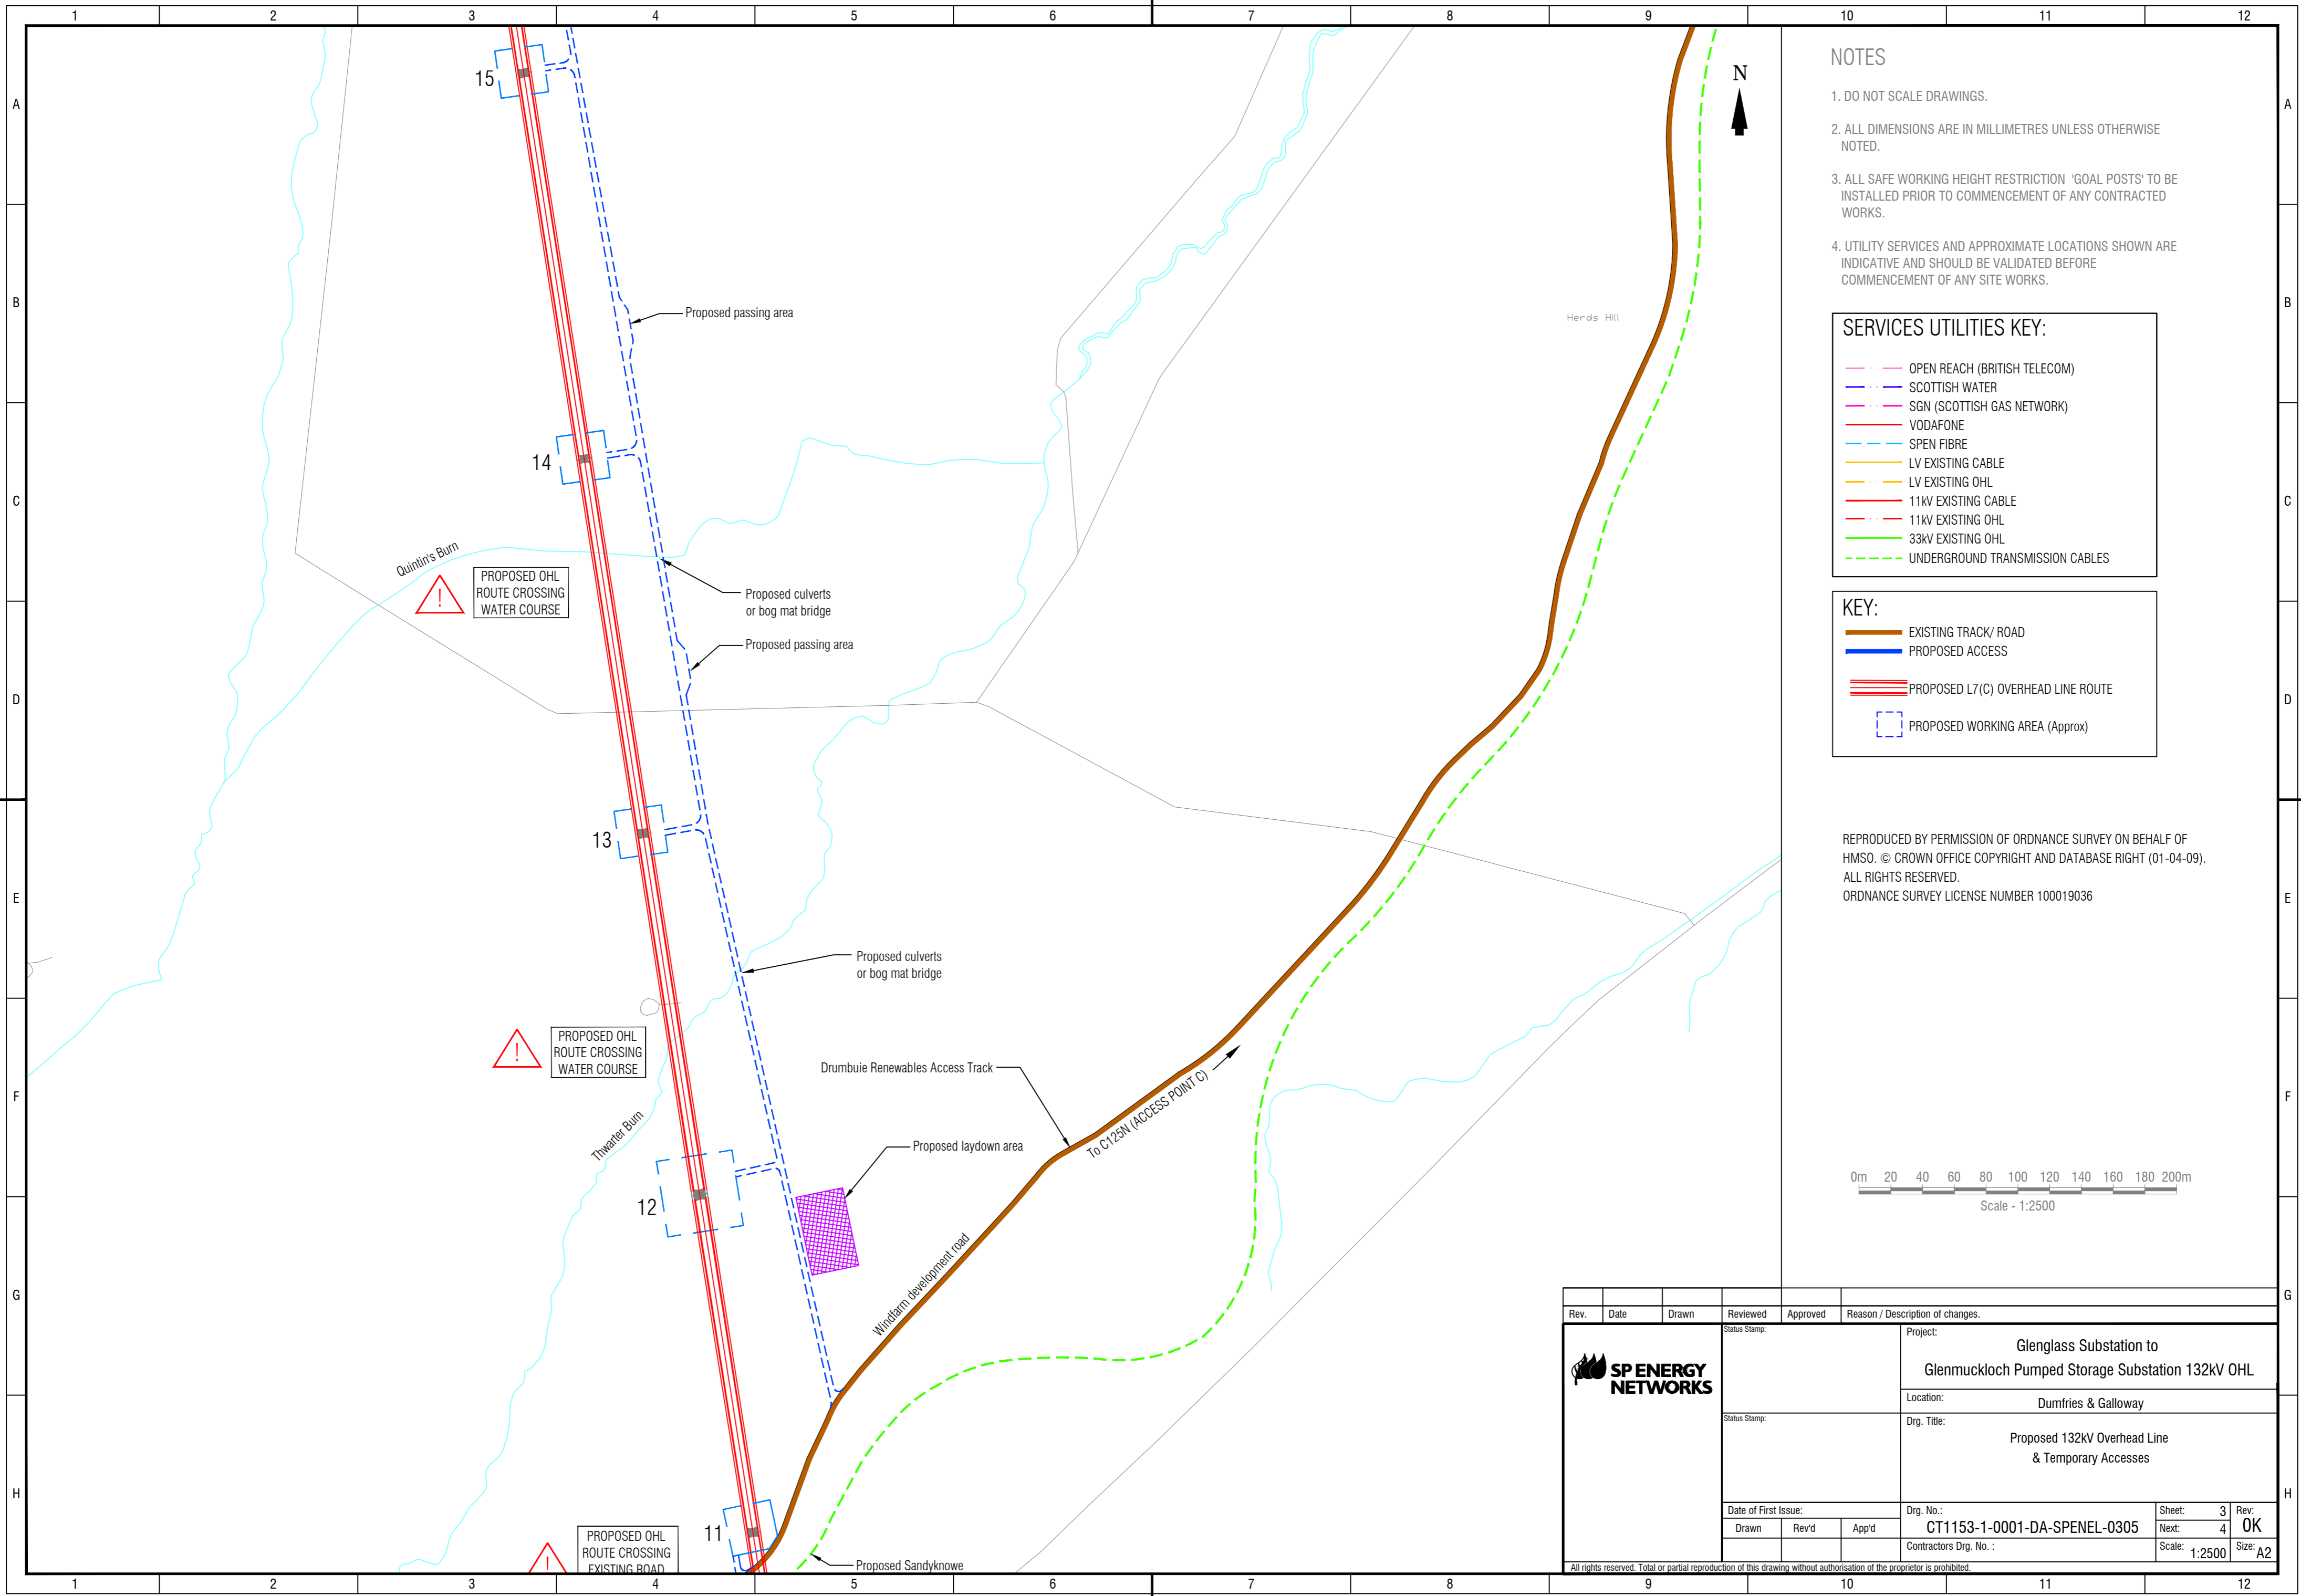 1 2 3 4 5 6 7 8 9 10 11 12
A
B
C
D
E
F
G
H
A
B
C
D
E
F
G
H
N
15
Proposed passing area
14
Quintin's Burn
PROPOSED OHL
ROUTE CROSSING
WATER COURSE
!
Proposed culverts
or bog mat bridge
Proposed passing area
13
Proposed culverts
or bog mat bridge
PROPOSED OHL
ROUTE CROSSING
WATER COURSE
!
Thwarter Burn
Drumbuie Renewables Access Track
To C125N (ACCESS POINT C)
Proposed laydown area
12
Windfarm development road
11
PROPOSED OHL
ROUTE CROSSING
EXISTING ROAD
!
Proposed Sandyknowe
Herds Hill
NOTES
1. DO NOT SCALE DRAWINGS.
2. ALL DIMENSIONS ARE IN MILLIMETRES UNLESS OTHERWISE
NOTED.
3. ALL SAFE WORKING HEIGHT RESTRICTION 'GOAL POSTS' TO BE
INSTALLED PRIOR TO COMMENCEMENT OF ANY CONTRACTED
WORKS.
4. UTILITY SERVICES AND APPROXIMATE LOCATIONS SHOWN ARE
INDICATIVE AND SHOULD BE VALIDATED BEFORE
COMMENCEMENT OF ANY SITE WORKS.
SERVICES UTILITIES KEY:
OPEN REACH (BRITISH TELECOM)
SCOTTISH WATER
SGN (SCOTTISH GAS NETWORK)
VODAFONE
SPEN FIBRE
LV EXISTING CABLE
LV EXISTING OHL
11kV EXISTING CABLE
11kV EXISTING OHL
33kV EXISTING OHL
UNDERGROUND TRANSMISSION CABLES
KEY:
EXISTING TRACK/ ROAD
PROPOSED ACCESS
PROPOSED L7(C) OVERHEAD LINE ROUTE
PROPOSED WORKING AREA (Approx)
REPRODUCED BY PERMISSION OF ORDNANCE SURVEY ON BEHALF OF
HMSO. © CROWN OFFICE COPYRIGHT AND DATABASE RIGHT (01-04-09).
ALL RIGHTS RESERVED.
ORDNANCE SURVEY LICENSE NUMBER 100019036
0m 20 40 60 80 100 120 140 160 180 200m
Scale - 1:2500
Rev. Date Drawn Reviewed Approved Reason / Description of changes.
SP ENERGY
NETWORKS
Status Stamp:
Status Stamp:
Project:
Glenglass Substation to
Glenmuckloch Pumped Storage Substation 132kV OHL
Location:
Dumfries & Galloway
Drg. Title:
Proposed 132kV Overhead Line
& Temporary Accesses
Date of First Issue:
Drawn Rev'd App'd
Drg. No.:
CT1153-1-0001-DA-SPENEL-0305
Contractors Drg. No. :
Sheet: 3
Next: 4
Rev:
0K
Scale: 1:2500
Size: A2
All rights reserved. Total or partial reproduction of this drawing without authorisation of the proprietor is prohibited.
1 2 3 4 5 6 7 8 9 10 11 12